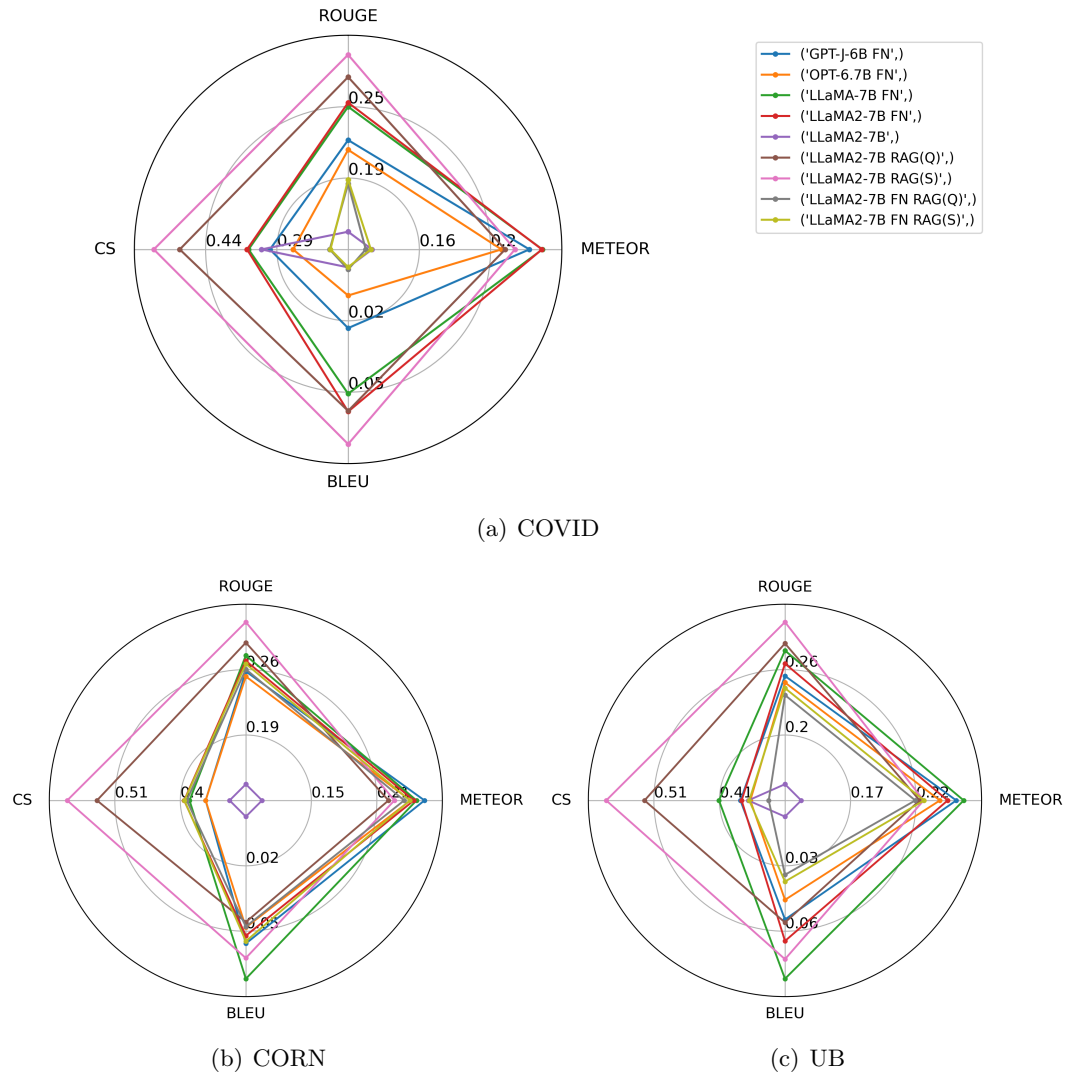 ROUGE
('GPT-J-6B FN',)
('OPT-6.7B FN',)
('LLaMA-7B FN',)
('LLaMA2-7B FN',)
('LLaMA2-7B',)
('LLaMA2-7B RAG(Q)',)
('LLaMA2-7B RAG(S)',)
('LLaMA2-7B FN RAG(Q)',)
('LLaMA2-7B FN RAG(S)',)
0.25
0.19
CS 0.44 0.29 0.16 0.2 METEOR
0.02
0.05
BLEU
(a) COVID
ROUGE
0.26
0.19
CS 0.51 0.4 0.15 METEOR
0.02
0.05
BLEU
(b) CORN
ROUGE
0.26
0.2
CS 0.51 0.41 0.17 0.22 METEOR
0.03
0.06
BLEU
(c) UB